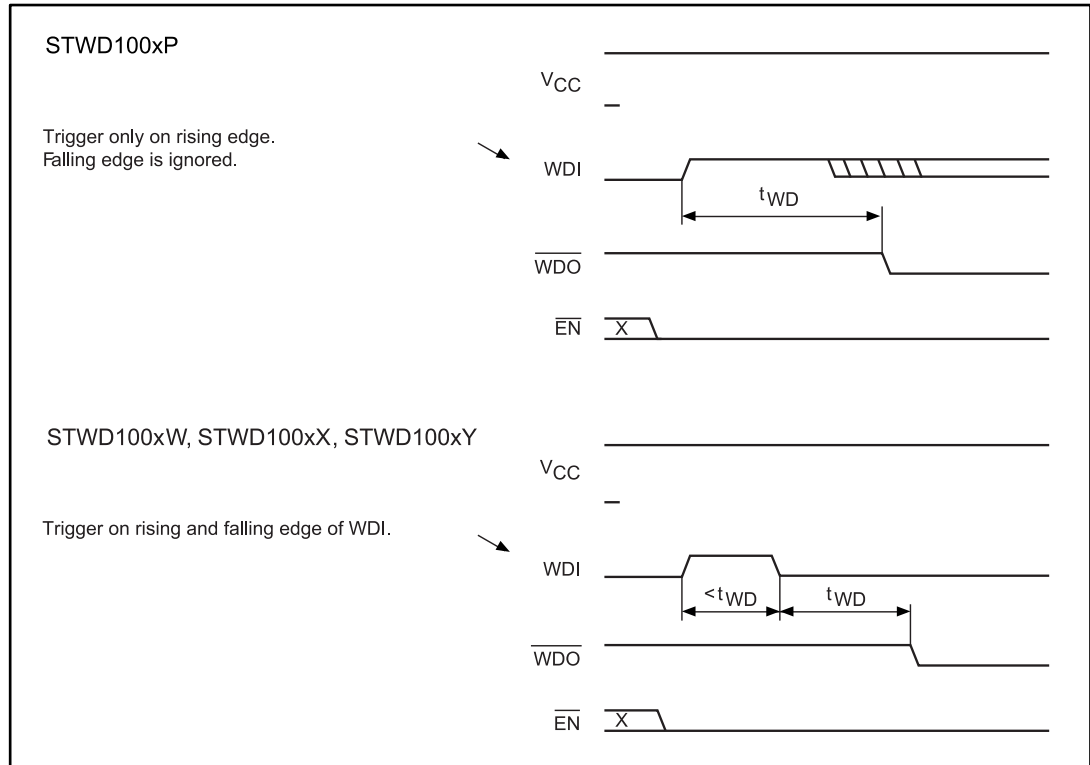 STWD100xP
VCC
Trigger only on rising edge.
Falling edge is ignored.
WDI
tWD
WDO
EN
X
STWD100xW, STWD100xX, STWD100xY
VCC
Trigger on rising and falling edge of WDI.
WDI
<tWD
tWD
WDO
EN
X